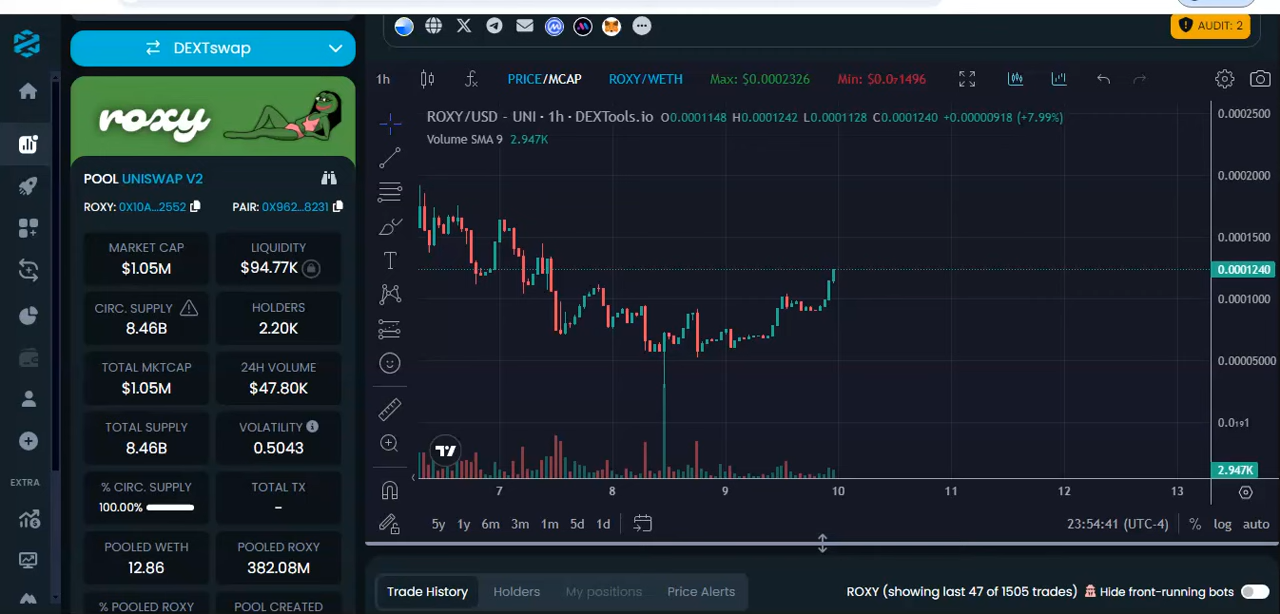 AUDIT: 2
DEXTswap
roxy
POOL UNISWAP V2
ROXY: 0X10A...2552 PAIR: 0X962...8231
MARKET CAP
$1.05M
LIQUIDITY
$94.77K
CIRC. SUPPLY
8.46B
HOLDERS
2.20K
TOTAL MKTCAP
$1.05M
24H VOLUME
$47.80K
TOTAL SUPPLY
8.46B
VOLATILITY
0.5043
% CIRC. SUPPLY
100.00%
TOTAL TX
-
POOLED WETH
12.86
POOLED ROXY
382.08M
% POOLED ROXY
POOL CREATED
EXTRA
1h PRICE/MCAP ROXY/WETH Max: $0.0002326 Min: $0.0₇1496
ROXY/USD - UNI · 1h · DEXTools.io O0.0001148 H0.0001242 L0.0001128 C0.0001240 +0.00000918 (+7.99%)
Volume SMA 9 2.947K
0.0002500
0.0002000
0.0001500
0.0001240
0.0001000
0.00005000
0.0₁₉1
2.947K
7 8 9 10 11 12 13
5y 1y 6m 3m 1m 5d 1d 23:54:41 (UTC-4) % log auto
Trade History Holders My positions Price Alerts ROXY (showing last 47 of 1505 trades) Hide front-running bots